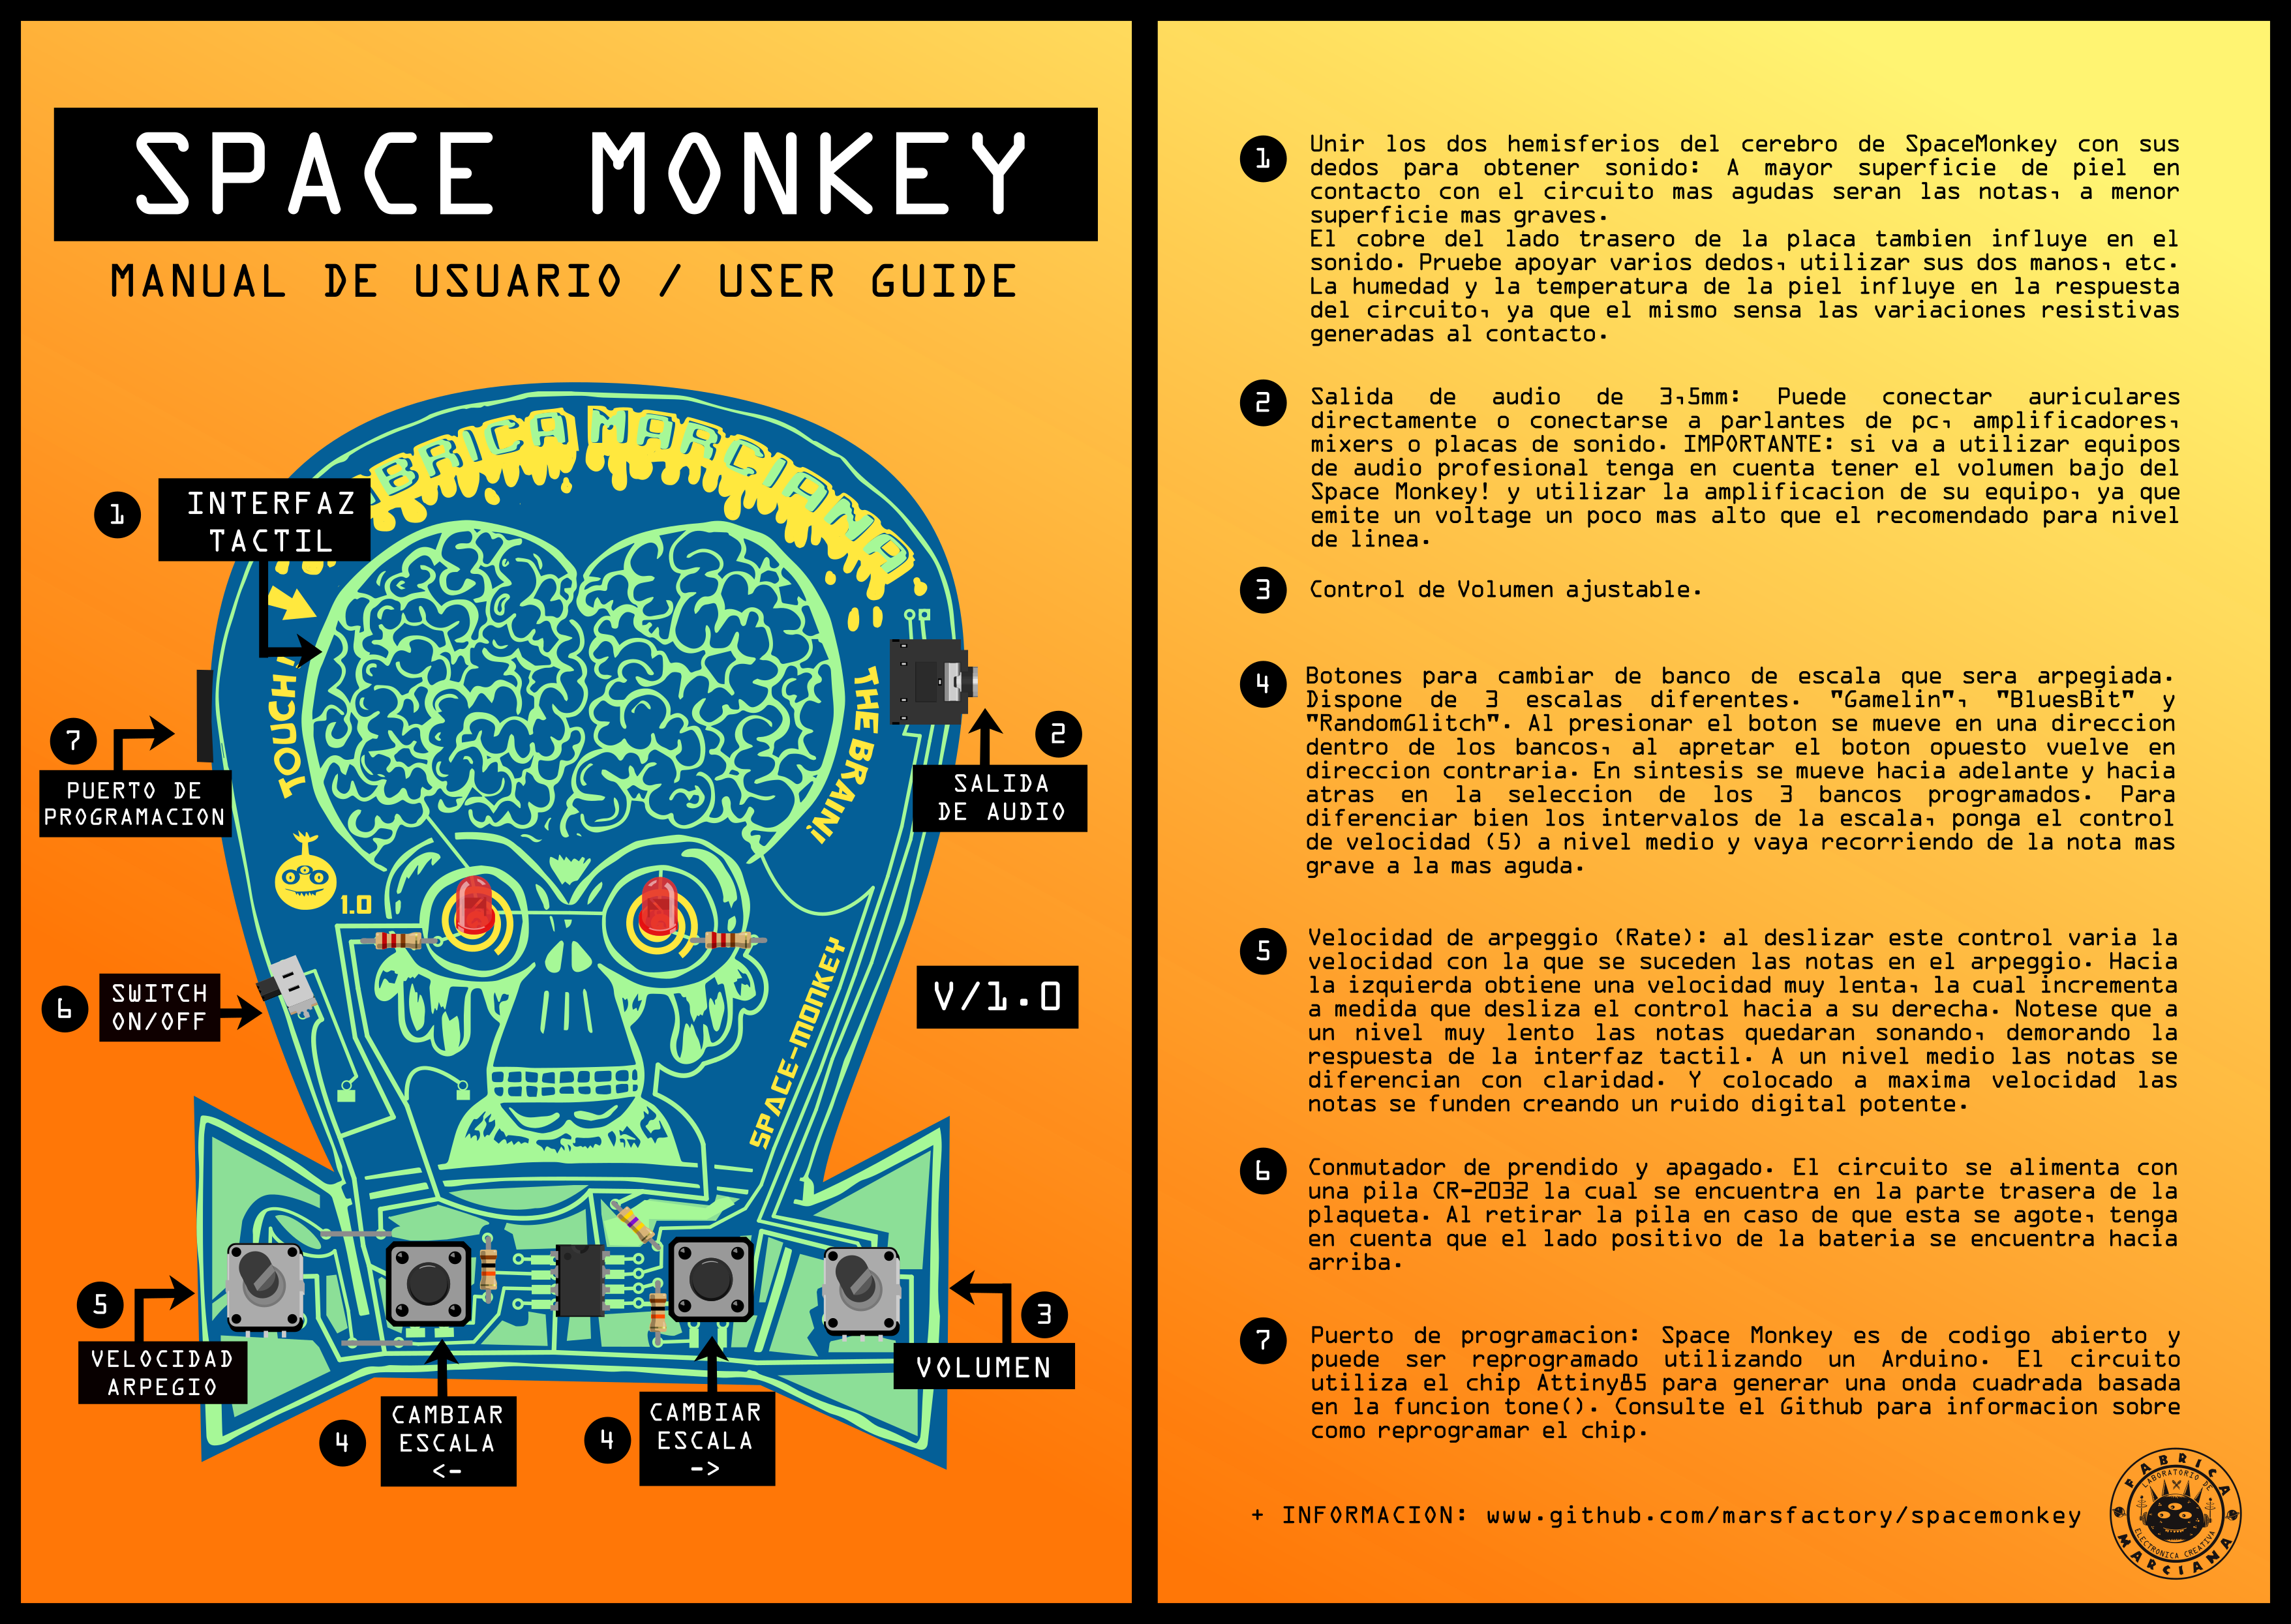 SPACE MONKEY
MANUAL DE USUARIO / USER GUIDE
BRICA MARCIANA
1
INTERFAZ
TACTIL
TOUCH
THE BRAIN!
7
PUERTO DE
PROGRAMACION
2
SALIDA
DE AUDIO
1.0
6
SWITCH
ON/OFF
V/1.0
SPACE-MONKEY
5
VELOCIDAD
ARPEGIO
3
VOLUMEN
4
CAMBIAR
ESCALA
<-
4
CAMBIAR
ESCALA
->
1
Unir los dos hemisferios del cerebro de SpaceMonkey con sus
dedos para obtener sonido: A mayor superficie de piel en
contacto con el circuito mas agudas seran las notas, a menor
superficie mas graves.
El cobre del lado trasero de la placa tambien influye en el
sonido. Pruebe apoyar varios dedos, utilizar sus dos manos, etc.
La humedad y la temperatura de la piel influye en la respuesta
del circuito, ya que el mismo sensa las variaciones resistivas
generadas al contacto.
2
Salida de audio de 3,5mm: Puede conectar auriculares
directamente o conectarse a parlantes de pc, amplificadores,
mixers o placas de sonido. IMPORTANTE: si va a utilizar equipos
de audio profesional tenga en cuenta tener el volumen bajo del
Space Monkey! y utilizar la amplificacion de su equipo, ya que
emite un voltage un poco mas alto que el recomendado para nivel
de linea.
3
Control de Volumen ajustable.
4
Botones para cambiar de banco de escala que sera arpegiada.
Dispone de 3 escalas diferentes. "Gamelin", "BluesBit" y
"RandomGlitch". Al presionar el boton se mueve en una direccion
dentro de los bancos, al apretar el boton opuesto vuelve en
direccion contraria. En sintesis se mueve hacia adelante y hacia
atras en la seleccion de los 3 bancos programados. Para
diferenciar bien los intervalos de la escala, ponga el control
de velocidad (5) a nivel medio y vaya recorriendo de la nota mas
grave a la mas aguda.
5
Velocidad de arpeggio (Rate): al deslizar este control varia la
velocidad con la que se suceden las notas en el arpeggio. Hacia
la izquierda obtiene una velocidad muy lenta, la cual incrementa
a medida que desliza el control hacia a su derecha. Notese que a
un nivel muy lento las notas quedaran sonando, demorando la
respuesta de la interfaz tactil. A un nivel medio las notas se
diferencian con claridad. Y colocado a maxima velocidad las
notas se funden creando un ruido digital potente.
6
Conmutador de prendido y apagado. El circuito se alimenta con
una pila CR-2032 la cual se encuentra en la parte trasera de la
plaqueta. Al retirar la pila en caso de que esta se agote, tenga
en cuenta que el lado positivo de la bateria se encuentra hacia
arriba.
7
Puerto de programacion: Space Monkey es de codigo abierto y
puede ser reprogramado utilizando un Arduino. El circuito
utiliza el chip Attiny85 para generar una onda cuadrada basada
en la funcion tone(). Consulte el Github para informacion sobre
como reprogramar el chip.
+ INFORMACION: www.github.com/marsfactory/spacemonkey
FABRICA
LABORATORIO DE
ELECTRONICA CREATIVA
MARCIANA